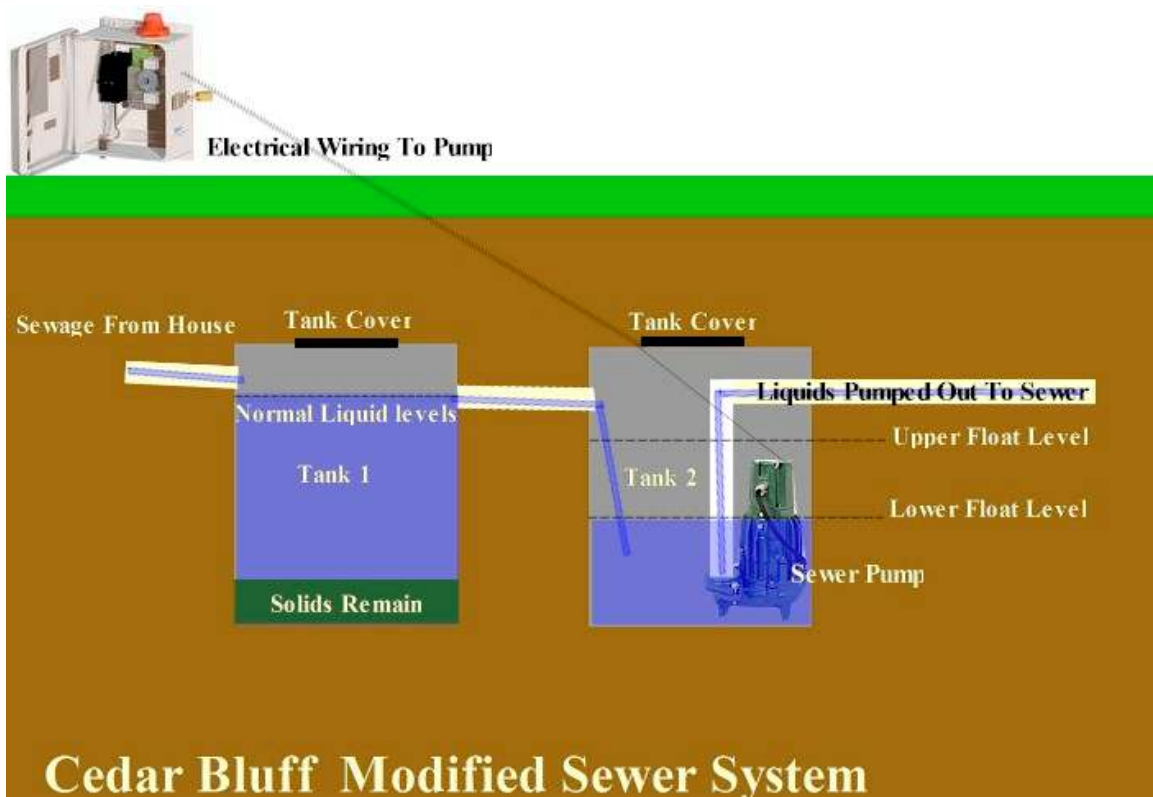 Electrical Wiring To Pump
Sewage From House
Tank Cover
Tank Cover
Liquids Pumped Out To Sewer
Normal Liquid levels
Upper Float Level
Tank 1
Tank 2
Lower Float Level
Sewer Pump
Solids Remain
Cedar Bluff Modified Sewer System